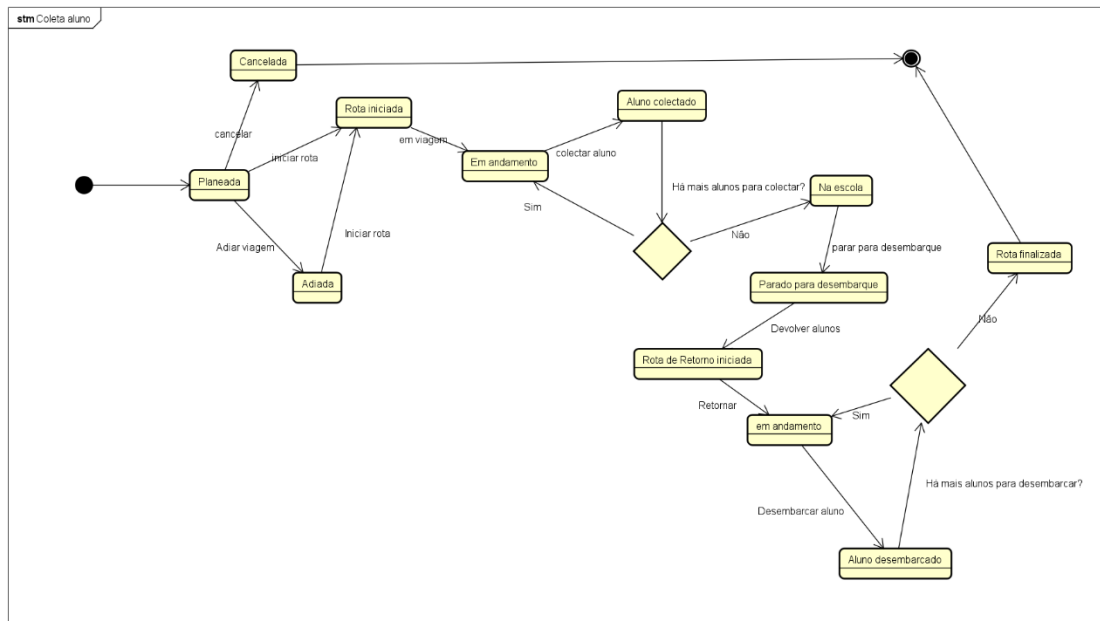 stm Coleta aluno
Cancelada
cancelar
Rota iniciada
iniciar rota
em viagem
Planeada
Adiar viagem
Iniciar rota
Adiada
Em andamento
colectar aluno
Aluno colectado
Há mais alunos para colectar?
Sim
Não
Na escola
parar para desembarque
Parado para desembarque
Devolver alunos
Rota de Retorno iniciada
Retornar
em andamento
Sim
Não
Rota finalizada
Há mais alunos para desembarcar?
Desembarcar aluno
Aluno desembarcado